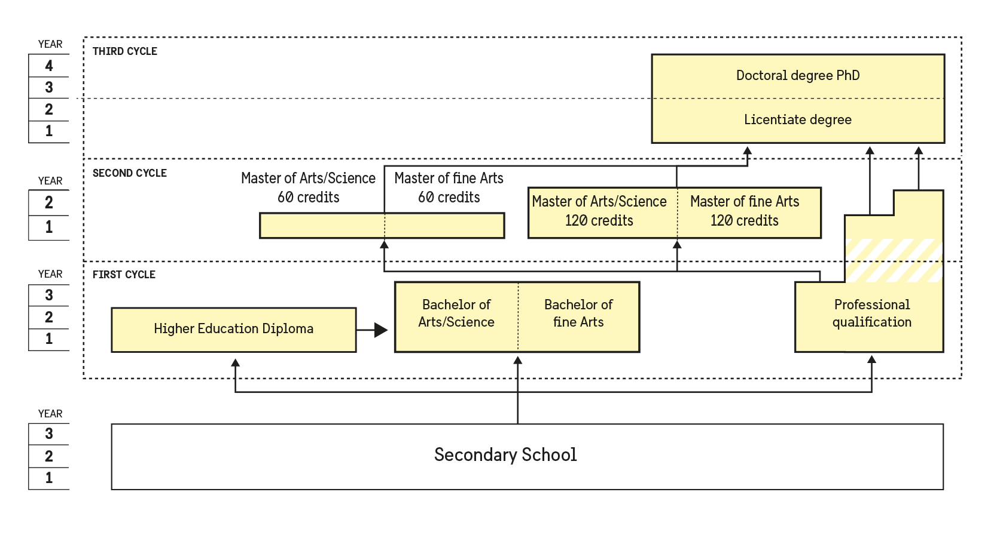 YEAR
THIRD CYCLE
4
3
2
1
Doctoral degree PhD
Licentiate degree
YEAR
SECOND CYCLE
2
1
Master of Arts/Science
60 credits
Master of fine Arts
60 credits
Master of Arts/Science
120 credits
Master of fine Arts
120 credits
YEAR
FIRST CYCLE
3
2
1
Higher Education Diploma
Bachelor of
Arts/Science
Bachelor of
fine Arts
Professional
qualification
YEAR
3
2
1
Secondary School